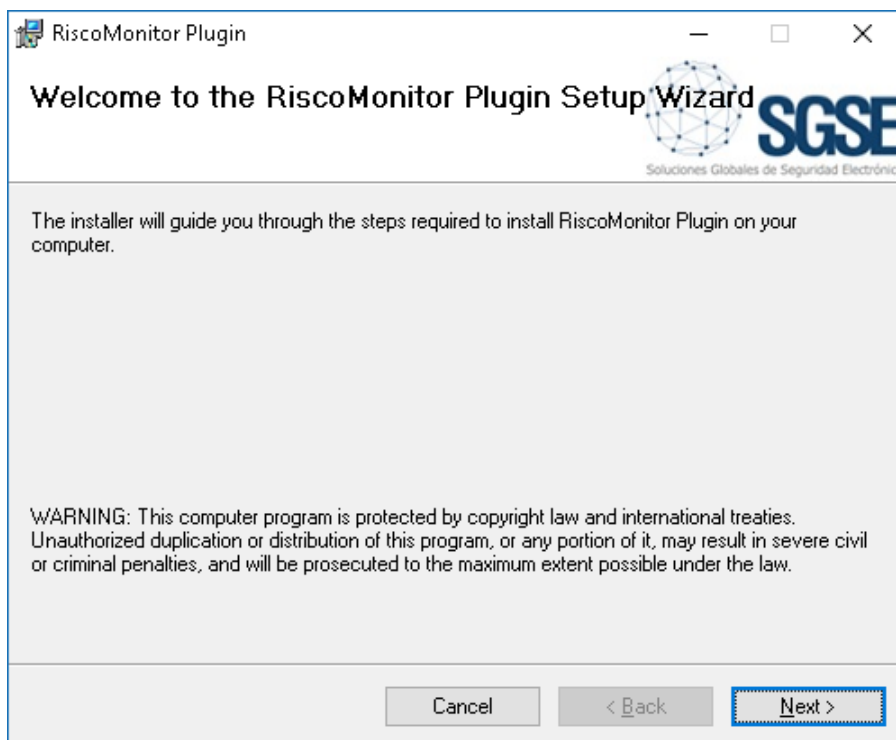 RiscoMonitor Plugin
Welcome to the RiscoMonitor Plugin Setup Wizard
SGSE
Soluciones Globales de Seguridad Electrónic
The installer will guide you through the steps required to install RiscoMonitor Plugin on your
computer.
WARNING: This computer program is protected by copyright law and international treaties.
Unauthorized duplication or distribution of this program, or any portion of it, may result in severe civil
or criminal penalties, and will be prosecuted to the maximum extent possible under the law.
Cancel < Back Next >